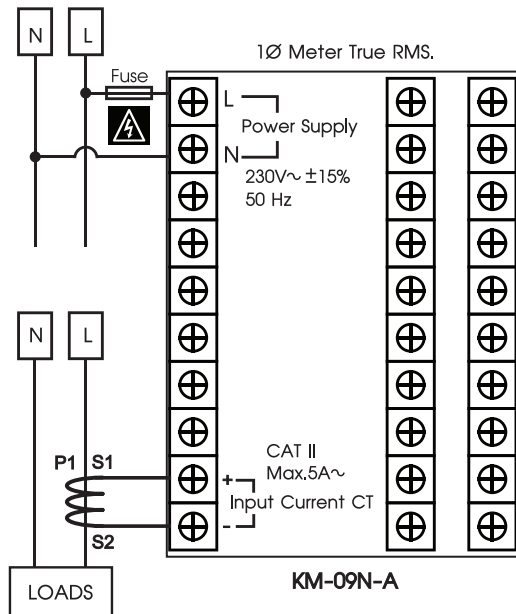 N L
1Ø Meter True RMS.
Fuse
L
Power Supply
N
230V~ ±15%
50 Hz
N L
CAT II
Max.5A~
P1 S1
+
Input Current CT
-
S2
LOADS
KM-09N-A